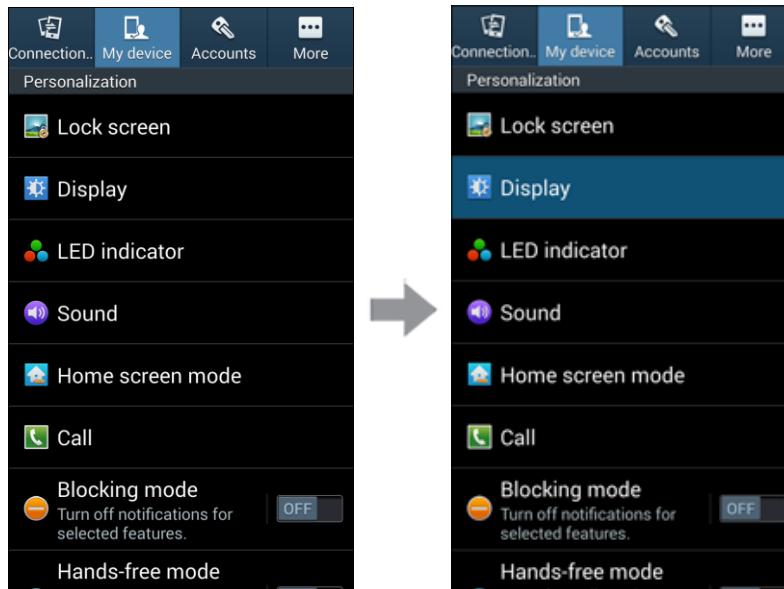 Connection.. My device Accounts More
Personalization
Lock screen
Display
LED indicator
Sound
Home screen mode
Call
Blocking mode
Turn off notifications for
selected features.
OFF
Hands-free mode
Connection.. My device Accounts More
Personalization
Lock screen
Display
LED indicator
Sound
Home screen mode
Call
Blocking mode
Turn off notifications for
selected features.
OFF
Hands-free mode